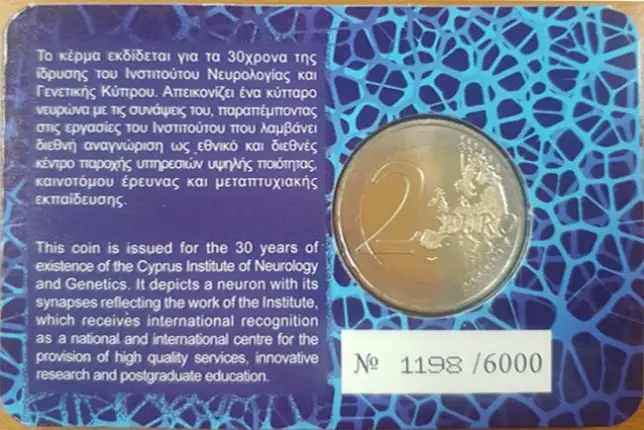 Το κέρμα εκδίδεται για τα 30χρονα της
ίδρυσης του Ινστιτούτου Νευρολογίας και
Γενετικής Κύπρου. Απεικονίζει ένα κύτταρο
νευρώνα με τις συνάψεις του, παραπέμποντας
στις εργασίες του Ινστιτούτου που λαμβάνει
διεθνή αναγνώριση ως εθνικό και διεθνές
κέντρο παροχής υπηρεσιών υψηλής ποιότητας,
καινοτόμου έρευνας και μεταπτυχιακής
εκπαίδευσης.
This coin is issued for the 30 years of
existence of the Cyprus Institute of Neurology
and Genetics. It depicts a neuron with its
synapses reflecting the work of the Institute,
which receives international recognition
as a national and international centre for the
provision of high quality services, innovative
research and postgraduate education.
2 EURO
№ 1198 /6000